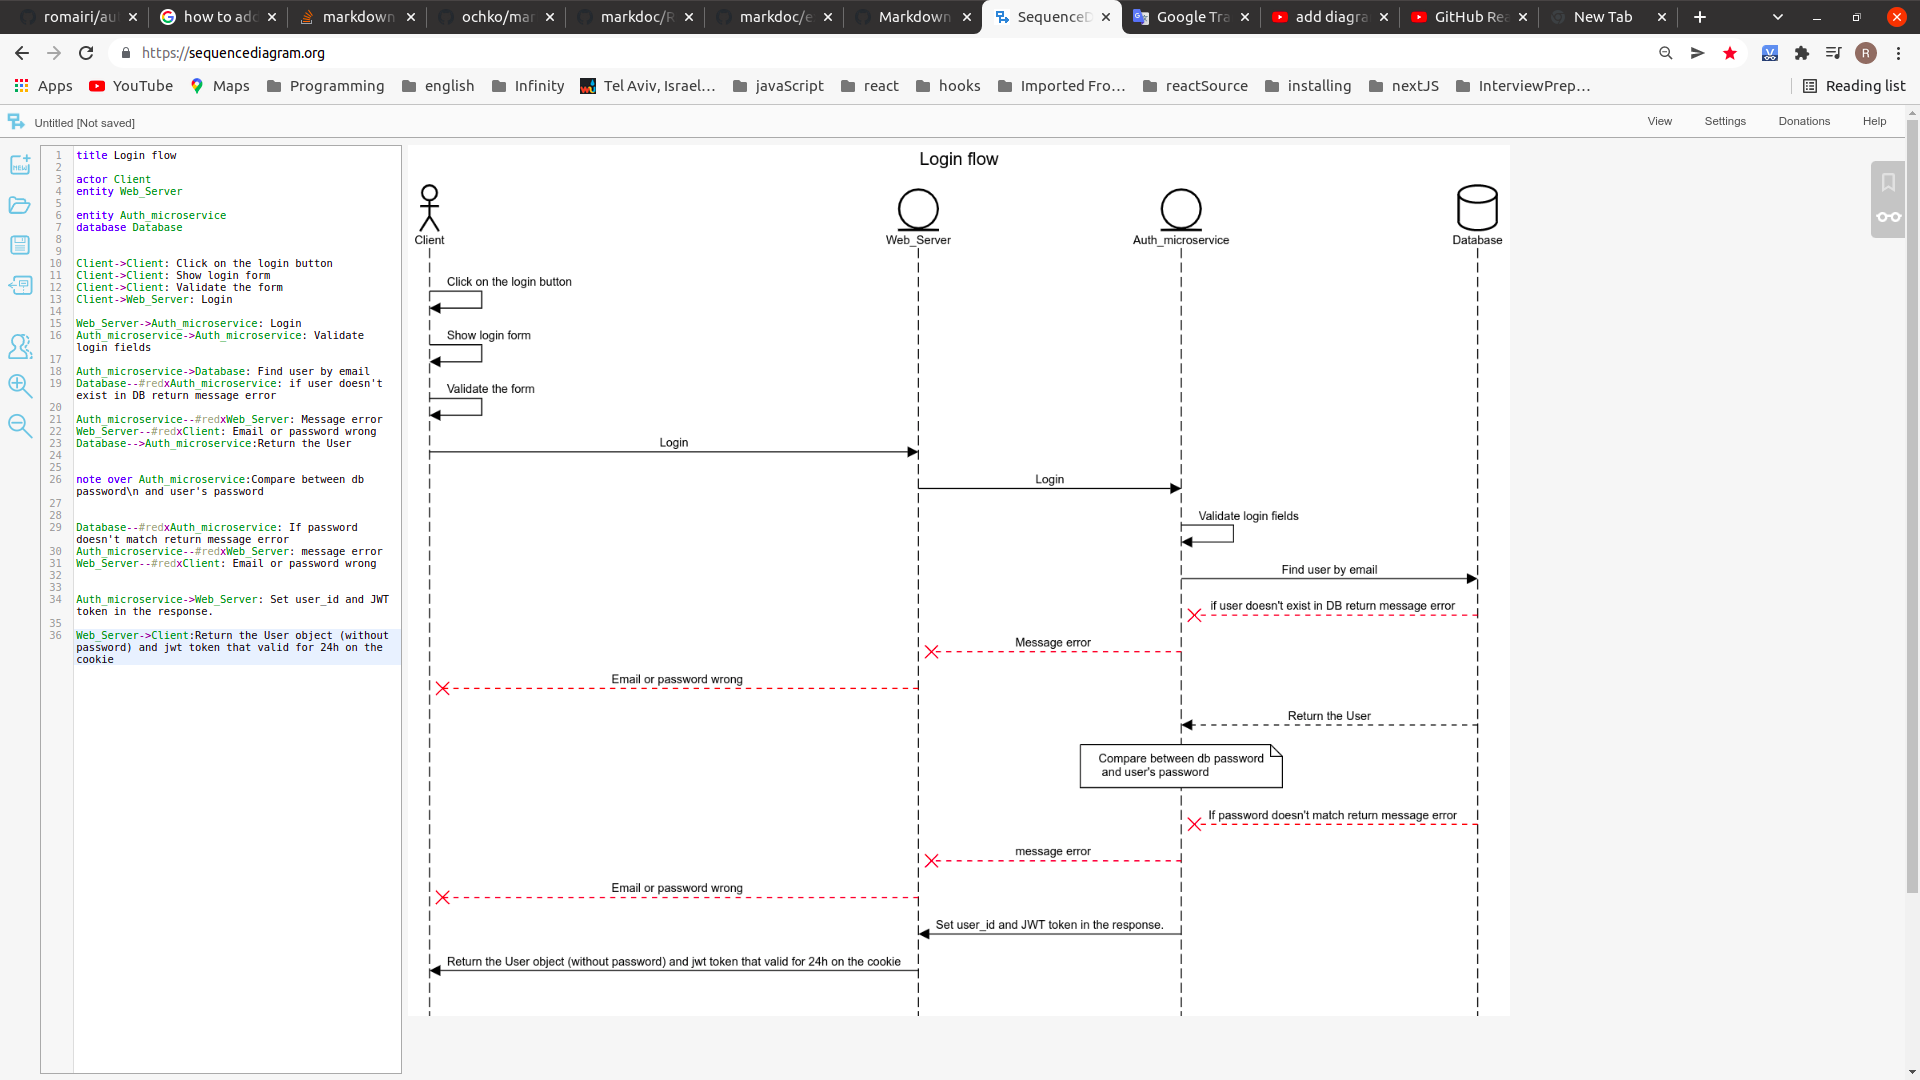 romairi/au
how to add
markdown
ochko/mar
markdoc/R
markdoc/e
Markdown
SequenceD
Google Tra
add diagra
GitHub Rea
New Tab
https://sequencediagram.org
R
Apps
YouTube
Maps
Programming
english
Infinity
Tel Aviv, Israel...
javaScript
react
hooks
Imported Fro...
reactSource
installing
nextJS
InterviewPrep...
Reading list
Untitled [Not saved]
View
Settings
Donations
Help
NEW
1 title Login flow
2
3 actor Client
4 entity Web_Server
5
6 entity Auth_microservice
7 database Database
8
9
10 Client->Client: Click on the login button
11 Client->Client: Show login form
12 Client->Client: Validate the form
13 Client->Web_Server: Login
14
15 Web_Server->Auth_microservice: Login
16 Auth_microservice->Auth_microservice: Validate
login fields
17
18 Auth_microservice->Database: Find user by email
19 Database--#redxAuth_microservice: if user doesn't
exist in DB return message error
20
21 Auth_microservice--#redxWeb_Server: Message error
22 Web_Server--#redxClient: Email or password wrong
23 Database-->Auth_microservice:Return the User
24
25
26 note over Auth_microservice:Compare between db
password\n and user's password
27
28
29 Database--#redxAuth_microservice: If password
doesn't match return message error
30 Auth_microservice--#redxWeb_Server: message error
31 Web_Server--#redxClient: Email or password wrong
32
33
34 Auth_microservice->Web_Server: Set user_id and JWT
token in the response.
35
36 Web_Server->Client:Return the User object (without
password) and jwt token that valid for 24h on the
cookie
Login flow
Client
Web_Server
Auth_microservice
Database
Click on the login button
Show login form
Validate the form
Login
Login
Validate login fields
Find user by email
if user doesn't exist in DB return message error
Message error
Email or password wrong
Return the User
Compare between db password
and user's password
If password doesn't match return message error
message error
Email or password wrong
Set user_id and JWT token in the response.
Return the User object (without password) and jwt token that valid for 24h on the cookie